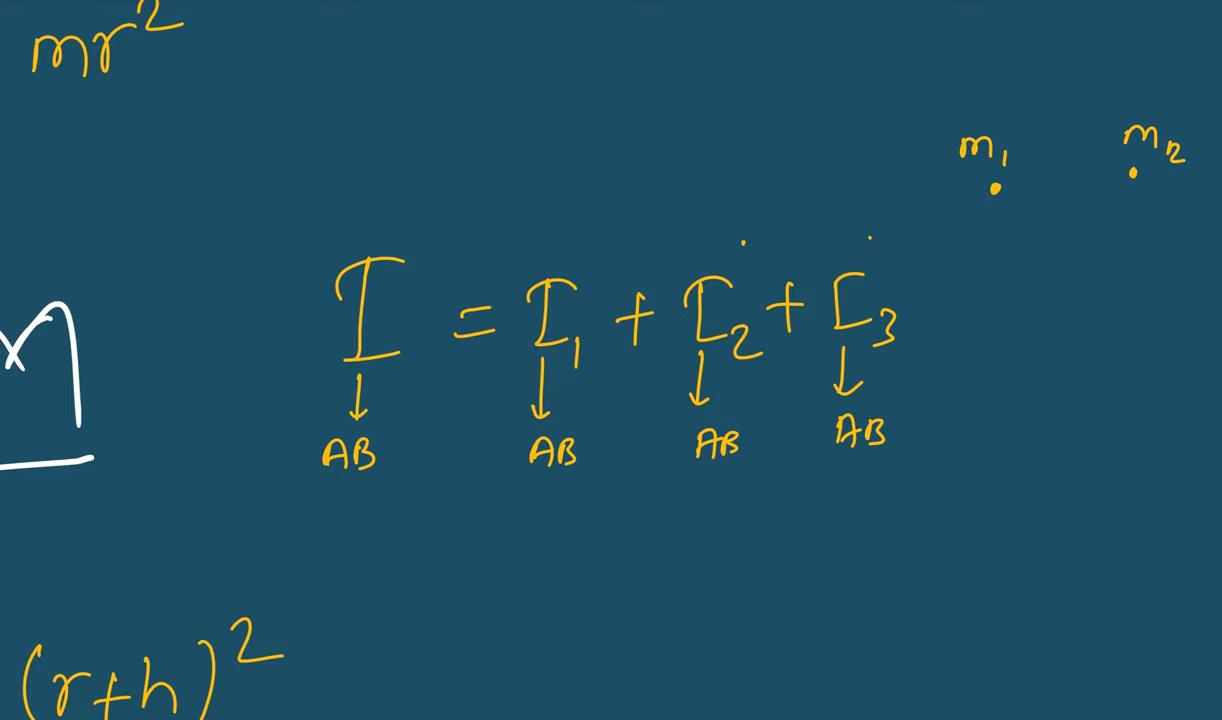 mr²
m₁ m₂
I = I₁ + I₂ + I₃
↓ ↓ ↓ ↓
AB AB AB AB
(r+h)²